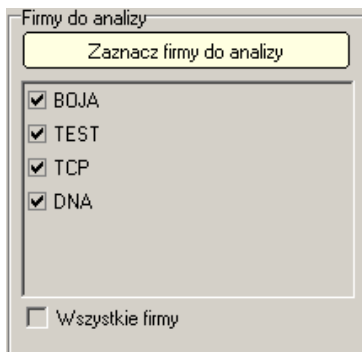 Firmy do analizy
Zaznacz firmy do analizy
BOJA
TEST
TCP
DNA
Wszystkie firmy